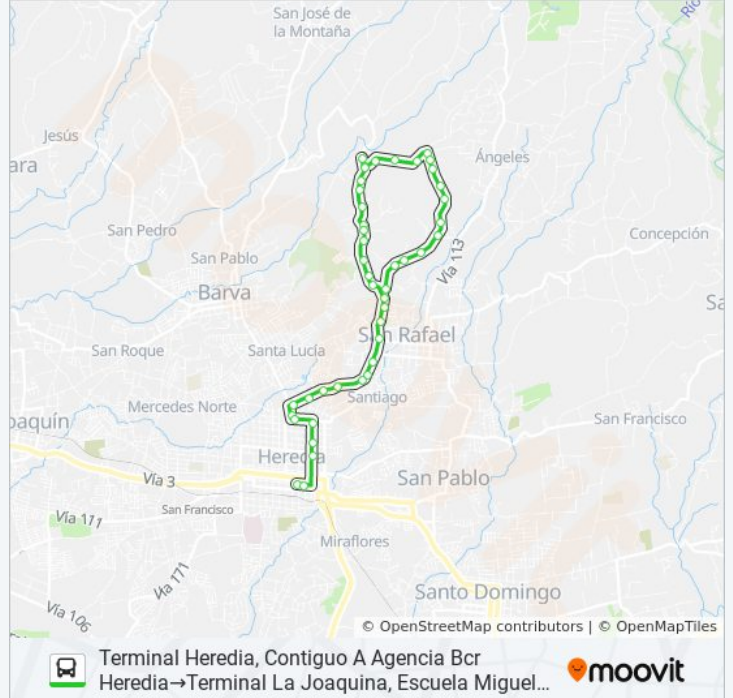 San José de
la Montaña
Río
Jesús
ara
Ángeles
San Pedro
Concepción
San Pablo
Vía 113
Barva
Sa
San Rafael
San Roque
Santa Lucía
Santiago
Mercedes Norte
oaquín
San Francisco
Heredia
Vía 3
San Pablo
San Francisco
Vía 111
Miraflores
Vía 171
Santo Domingo
Vía 106
© OpenStreetMap contributors | © OpenMapTiles
Terminal Heredia, Contiguo A Agencia Bcr
Heredia→Terminal La Joaquina, Escuela Miguel...
moovit